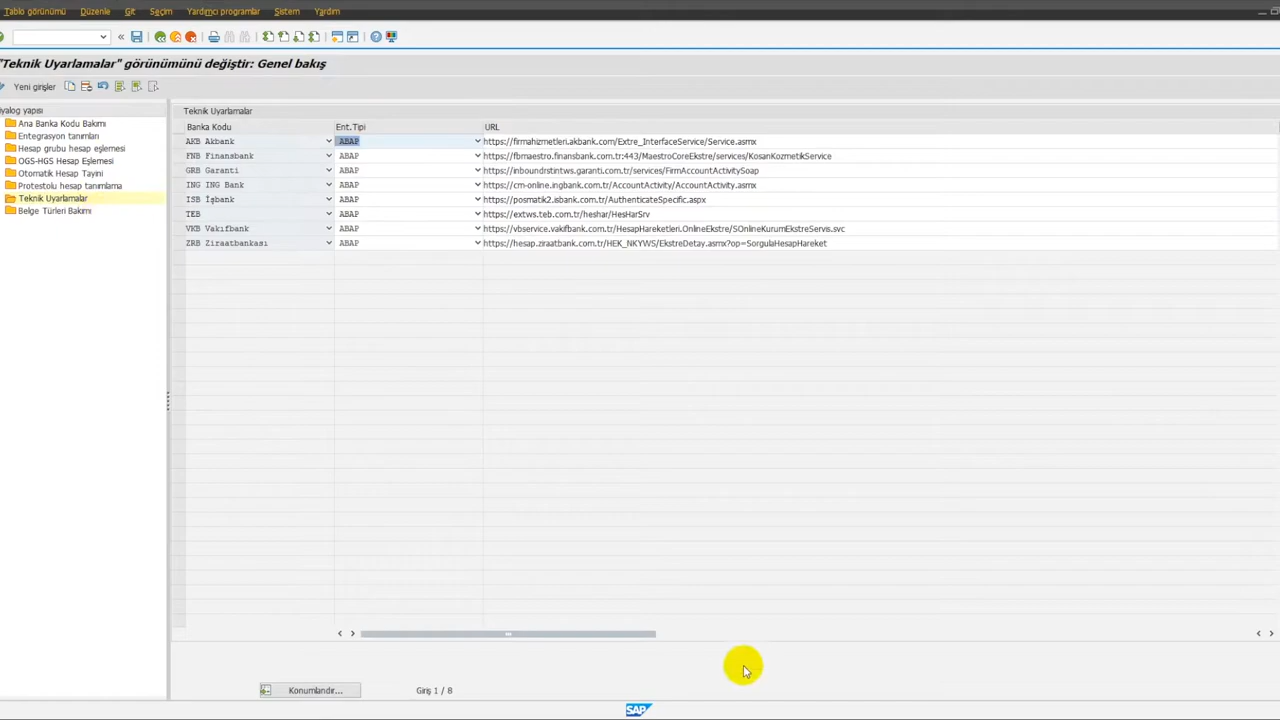 Tablo görünümü Düzenle Git Seçim Yardımcı programlar Sistem Yardım
"Teknik Uyarlamalar" görünümünü değiştir: Genel bakış
Yeni girişler
iyalog yapısı
Ana Banka Kodu Bakımı
Entegrasyon tanımları
Hesap grubu hesap eşlemesi
OGS-HGS Hesap Eşlemesi
Otomatik Hesap Tayini
Protestolu hesap tanımlama
Teknik Uyarlamalar
Belge Türleri Bakımı
Teknik Uyarlamalar
Banka Kodu Ent.Tipi URL
AKB Akbank ABAP https://firmahizmetleri.akbank.com/Extre_InterfaceService/Service.asmx
FNB Finansbank ABAP https://fbmaestro.finansbank.com.tr:443/MaestroCoreEkstre/services/KosanKozmetikService
GRB Garanti ABAP https://inboundrstintws.garanti.com.tr/services/FirmAccountActivitySoap
ING ING Bank ABAP https://cm-online.ingbank.com.tr/AccountActivity/AccountActivity.asmx
ISB İşbank ABAP https://posmatik2.isbank.com.tr/AuthenticateSpecific.aspx
TEB ABAP https://extws.teb.com.tr/heshar/HesHarSrv
VKB Vakıfbank ABAP https://vbservice.vakifbank.com.tr/HesapHareketleri.OnlineEkstre/SOnlineKurumEkstreServis.svc
ZRB Ziraatbankası ABAP https://hesap.ziraatbank.com.tr/HEK_NKYWS/EkstreDetay.asmx?op=SorgulaHesapHareket
Konumlandır... Giriş 1 / 8
SAP